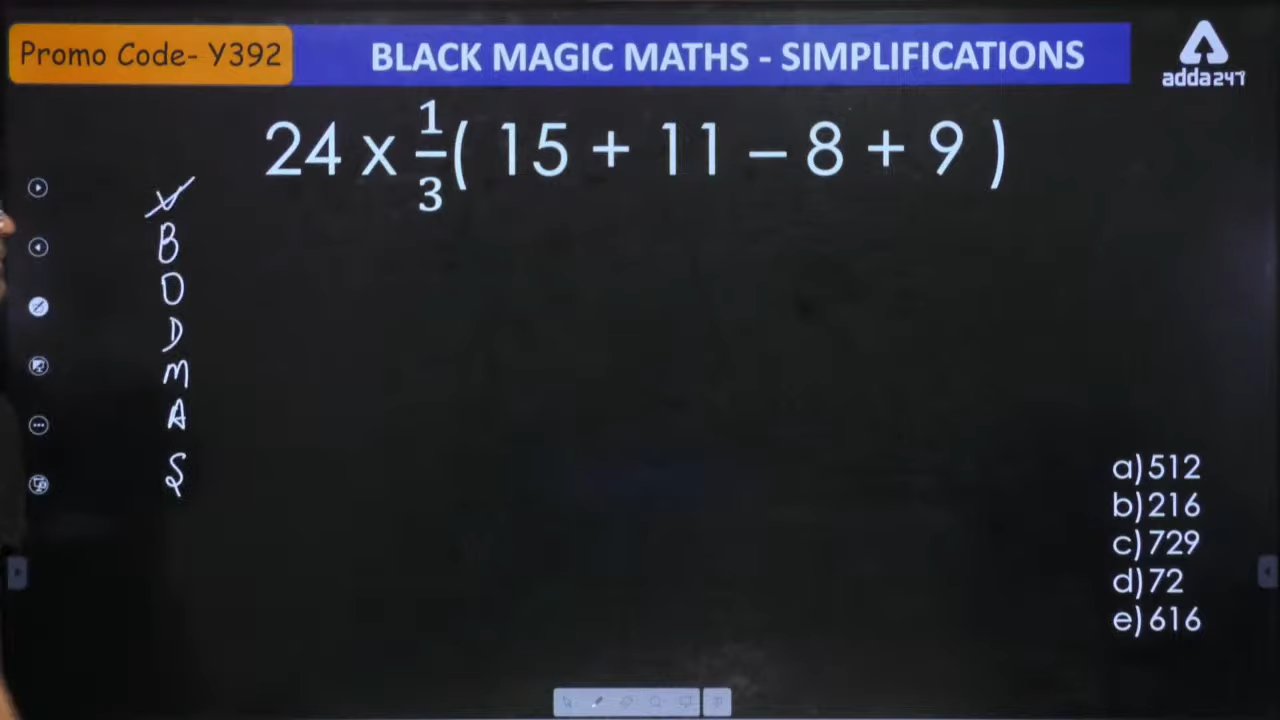 Promo Code- Y392
BLACK MAGIC MATHS - SIMPLIFICATIONS
adda247
24 x 1/3 ( 15 + 11 – 8 + 9 )
V
B
O
D
M
A
S
a) 512
b) 216
c) 729
d) 72
e) 616